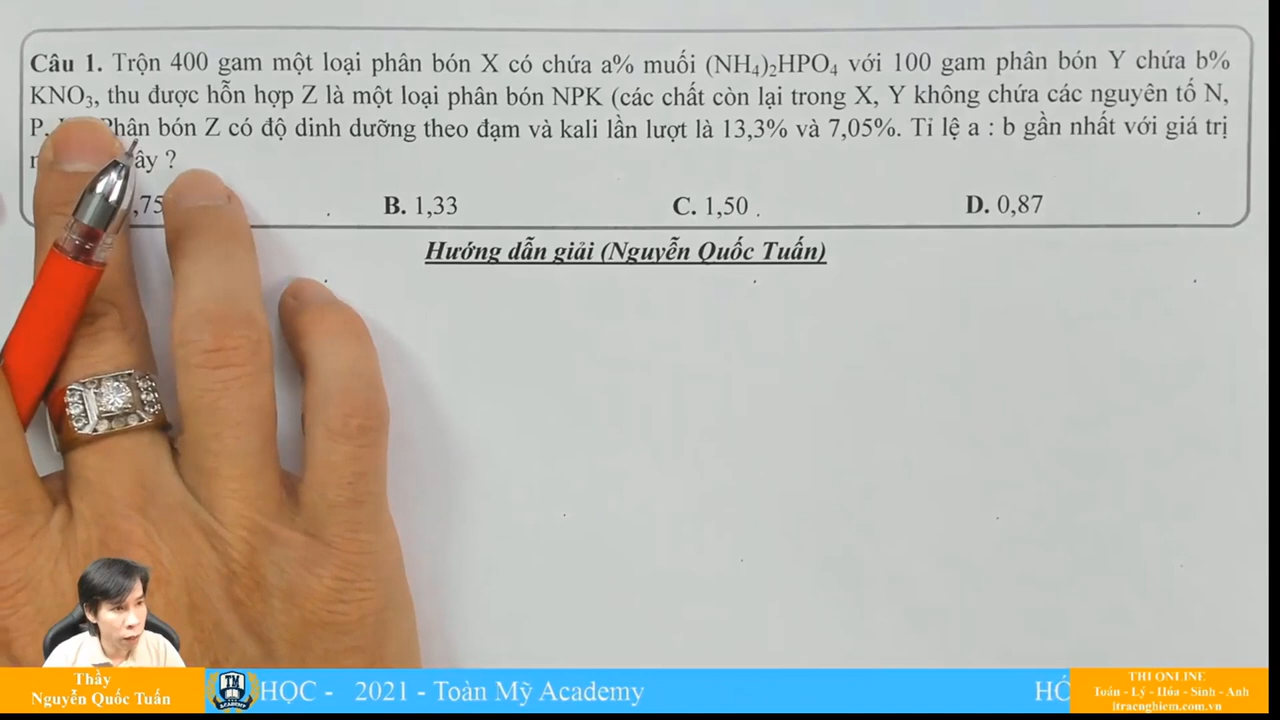 Câu 1. Trộn 400 gam một loại phân bón X có chứa a% muối (NH₄)₂HPO₄ với 100 gam phân bón Y chứa b%
KNO₃, thu được hỗn hợp Z là một loại phân bón NPK (các chất còn lại trong X, Y không chứa các nguyên tố N,
P, Phân bón Z có độ dinh dưỡng theo đạm và kali lần lượt là 13,3% và 7,05%. Tỉ lệ a : b gần nhất với giá trị
ây ?
,75 B. 1,33 C. 1,50 . D. 0,87
Hướng dẫn giải (Nguyễn Quốc Tuấn)
Thầy
Nguyễn Quốc Tuấn
TM
ACADEMY
HỌC - 2021 - Toàn Mỹ Academy
HÓ
THI ONLINE
Toán - Lý - Hóa - Sinh - Anh
itracnghiem.com.vn